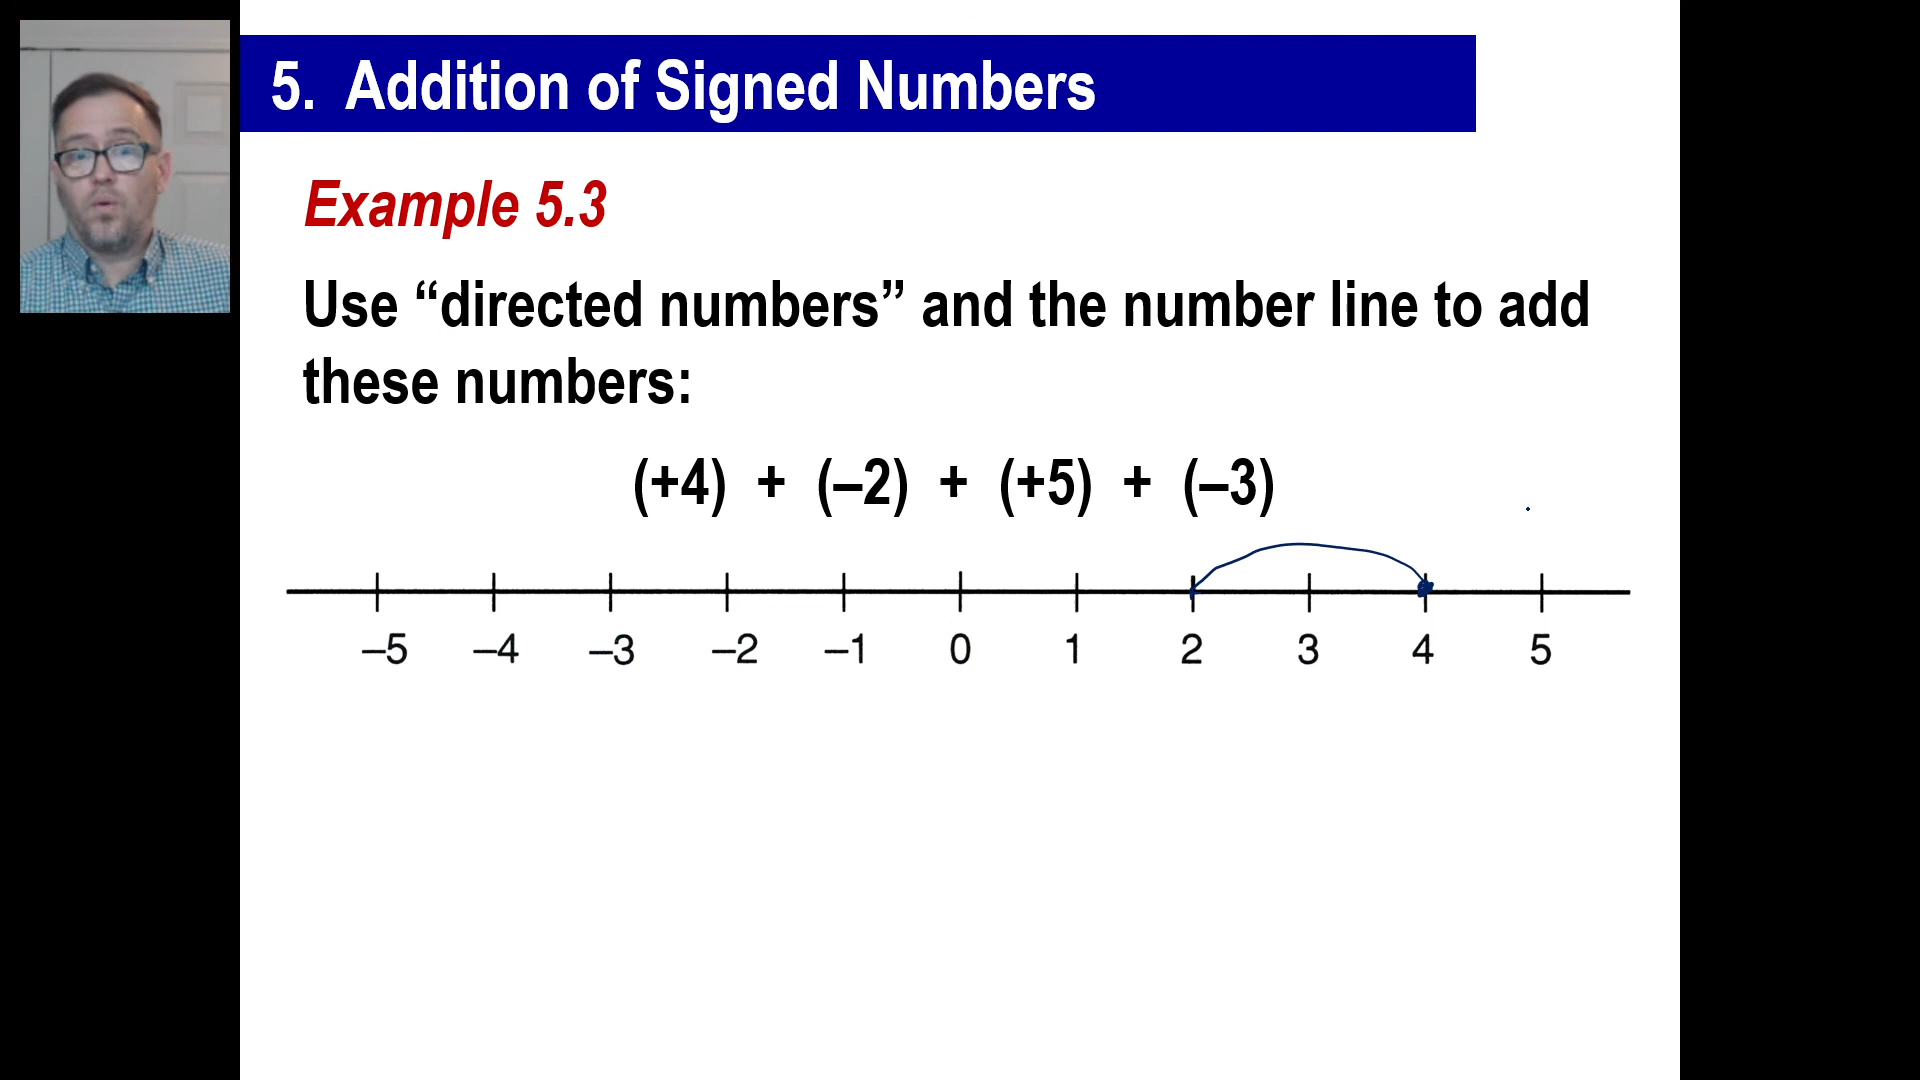 5. Addition of Signed Numbers
Example 5.3
Use “directed numbers” and the number line to add
these numbers:
(+4) + (–2) + (+5) + (–3)
–5 –4 –3 –2 –1 0 1 2 3 4 5